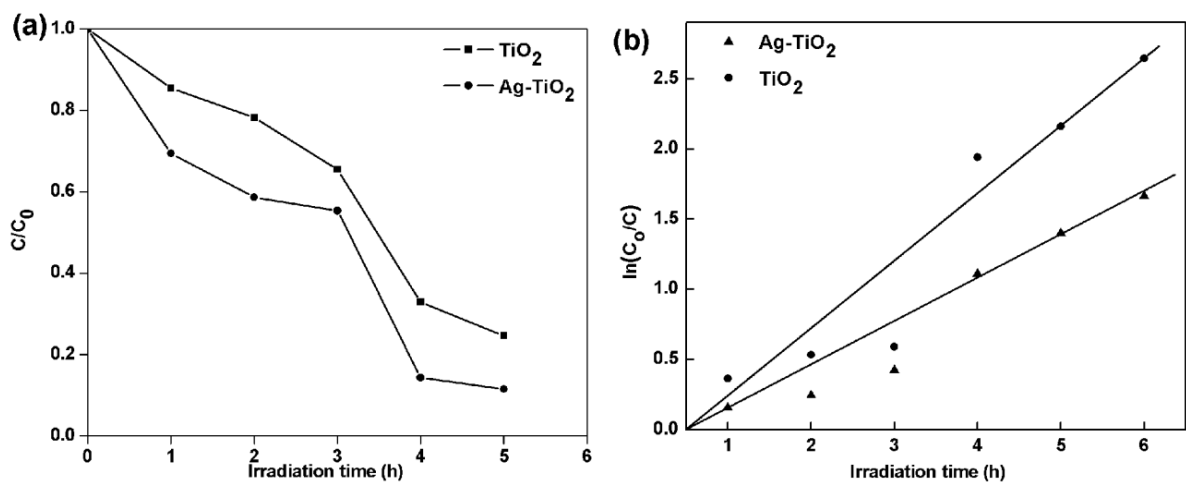 (a)
1.0
0.8
0.6
0.4
0.2
0.0
C/C0
TiO2
Ag-TiO2
0 1 2 3 4 5 6
Irradiation time (h)
(b)
2.5
2.0
1.5
1.0
0.5
0.0
ln(Co/C)
Ag-TiO2
TiO2
1 2 3 4 5 6
Irradiation time (h)